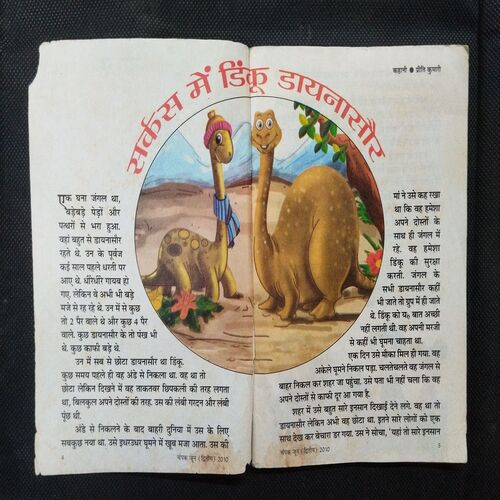 कहानी ● प्रीति कुमारी
सर्कस में डिंकू डायनासौर
एक घना जंगल था,
बड़ेबड़े पेड़ों और
पत्थरों से भरा हुआ.
वहां बहुत से डायनासौर
रहते थे. उन के पूर्वज
कई साल पहले धरती पर
आए थे. धीरेधीरे गायब हो
गए, लेकिन वे अभी भी बड़े
मजे से रह रहे थे. उन में से कुछ
तो 2 पैर वाले थे और कुछ 4 पैर
वाले. कुछ डायनासौर के तो पंख भी
थे. कुछ काफी बड़े थे.
उन में सब से छोटा डायनासौर था डिंकू.
कुछ समय पहले ही वह अंडे से निकला था. वह था तो
छोटा लेकिन दिखने में वह ताकतवर छिपकली की तरह लगता
था, बिलकुल अपने दोस्तों की तरह. उस की लंबी गरदन और लंबी
पूंछ थी.
अंडे से निकलने के बाद बाहरी दुनिया में उस के लिए
सबकुछ नया था. उसे इधरउधर घूमने में खूब मजा आता. उस की
4
चंपक जून (द्वितीय) 2010
मां ने उसे कह रखा
था कि वह हमेशा
अपने दोस्तों के
साथ ही जंगल में
रहे. वह हमेशा
डिंकू की सुरक्षा
करती. जंगल के
सभी डायनासौर कहीं
भी जाते तो ग्रुप में ही जाते
थे. डिंकू को यह बात अच्छी
नहीं लगती थी. वह अपनी मरजी
से कहीं भी घूमना चाहता था.
एक दिन उसे मौका मिल ही गया. वह
अकेले घूमने निकल पड़ा. चलतेचलते वह जंगल से
बाहर निकल कर शहर जा पहुंचा. उसे पता भी नहीं चला कि वह
अपने दोस्तों से काफी दूर आ गया है.
शहर में उसे बहुत सारे इनसान दिखाई देने लगे. वह था तो
डायनासौर लेकिन अभी वह छोटा था. इतने सारे लोगों को एक
साथ देख कर बेचारा डर गया. उस ने सोचा, 'यहां तो सारे इनसान
चंपक जून (द्वितीय) 2010
5